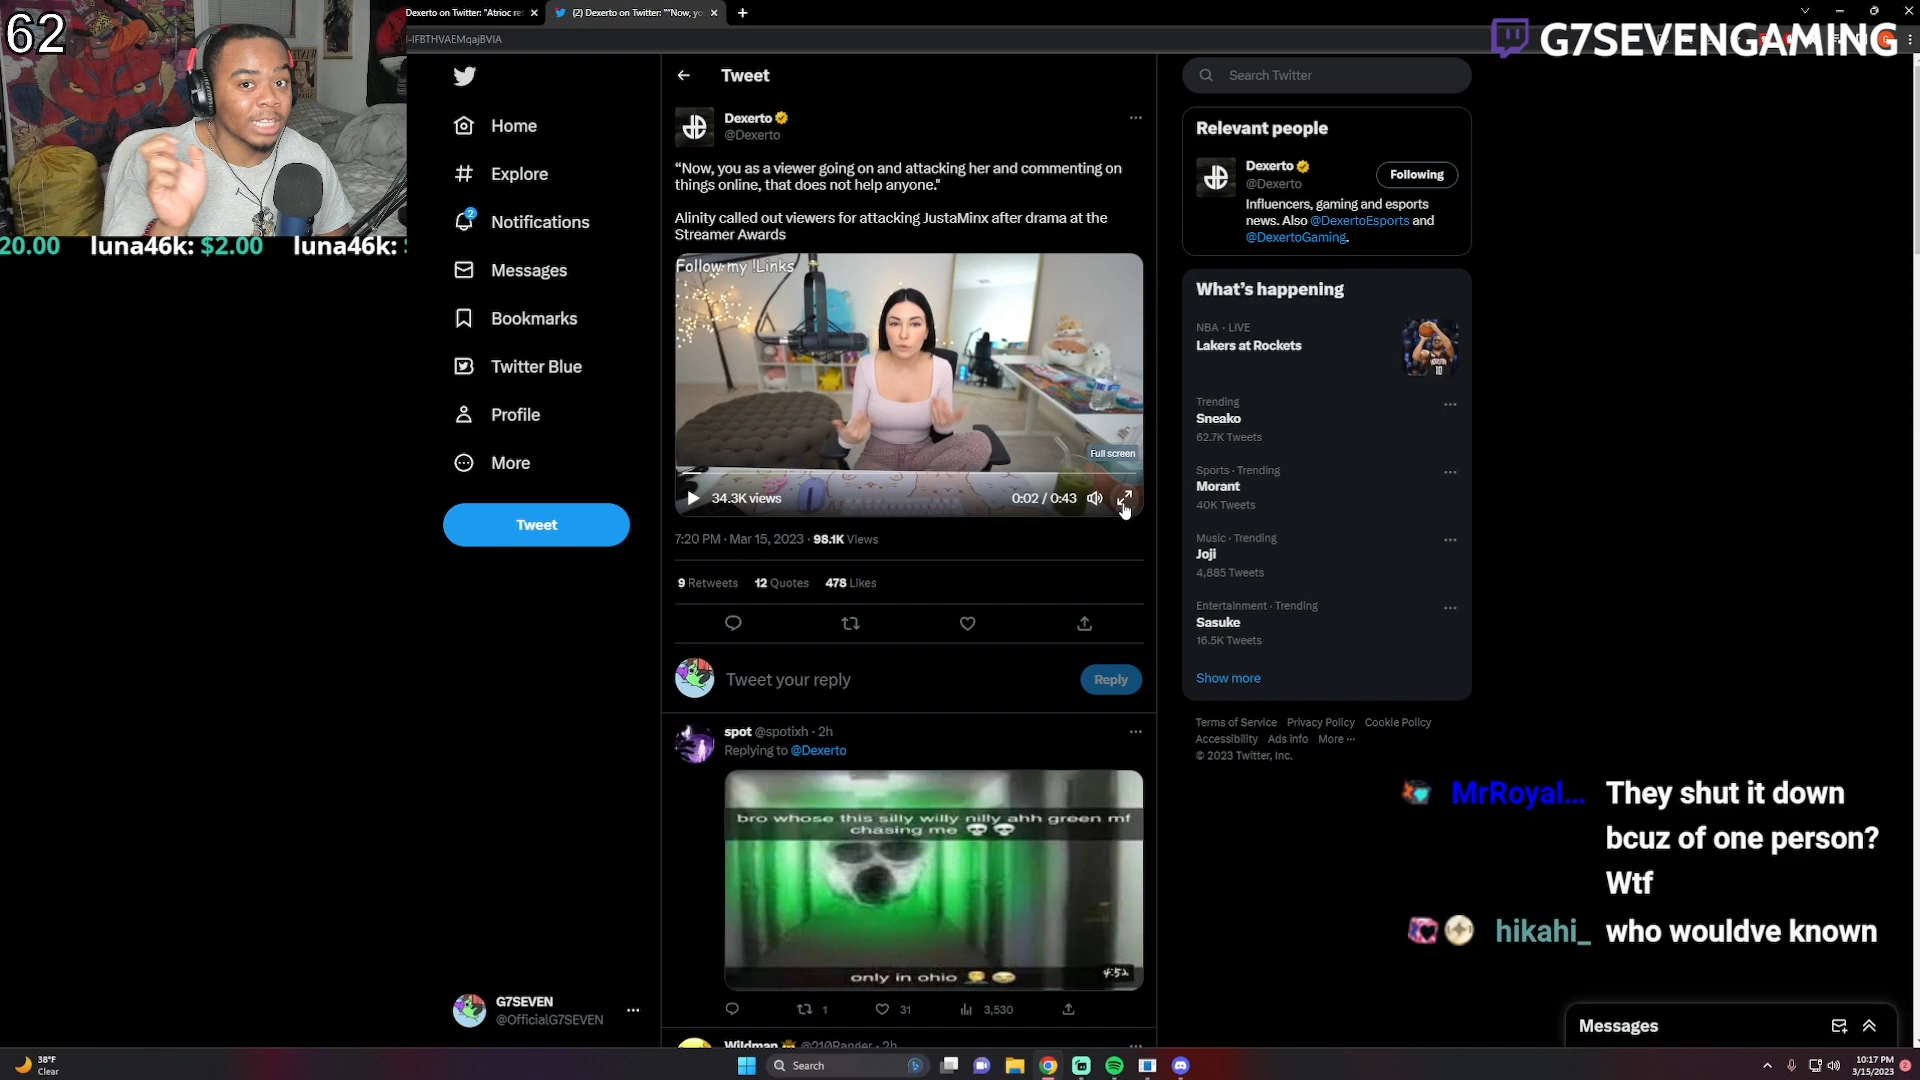 62
Dexerto on Twitter: "Atrioc ret
(2) Dexerto on Twitter: ""Now, yo
-IFBTHVAEMqajBVIA
G7SEVENGAMING
20.00 luna46k: $2.00 luna46k:
Home
Explore
2
Notifications
Messages
Bookmarks
Twitter Blue
Profile
More
Tweet
G7SEVEN
@OfficialG7SEVEN
Tweet
Dexerto
@Dexerto
“Now, you as a viewer going on and attacking her and commenting on
things online, that does not help anyone."
Alinity called out viewers for attacking JustaMinx after drama at the
Streamer Awards
Follow my !Links
Full screen
34.3K views
0:02 / 0:43
7:20 PM · Mar 15, 2023 · 98.1K Views
9 Retweets 12 Quotes 478 Likes
Tweet your reply
Reply
spot @spotixh · 2h
Replying to @Dexerto
bro whose this silly willy nilly ahh green mf
chasing me 💀💀
only in ohio
4:52
1
31
3,530
Wildman @210Ranger · 2h
Search Twitter
Relevant people
Dexerto
@Dexerto
Following
Influencers, gaming and esports
news. Also @DexertoEsports and
@DexertoGaming.
What’s happening
NBA · LIVE
Lakers at Rockets
Trending
Sneako
62.7K Tweets
Sports · Trending
Morant
40K Tweets
Music · Trending
Joji
4,885 Tweets
Entertainment · Trending
Sasuke
16.5K Tweets
Show more
Terms of Service Privacy Policy Cookie Policy
Accessibility Ads info More ···
© 2023 Twitter, Inc.
MrRoyal... They shut it down
bcuz of one person?
Wtf
hikahi_ who wouldve known
Messages
38°F
Clear
Search
10:17 PM
3/15/2023
2